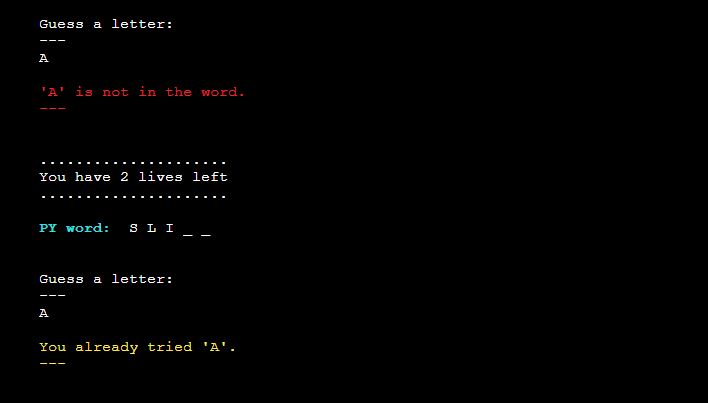 Guess a letter:
---
A
'A' is not in the word.
---
.....................
You have 2 lives left
.....................
PY word:  S L I _ _
Guess a letter:
---
A
You already tried 'A'.
---